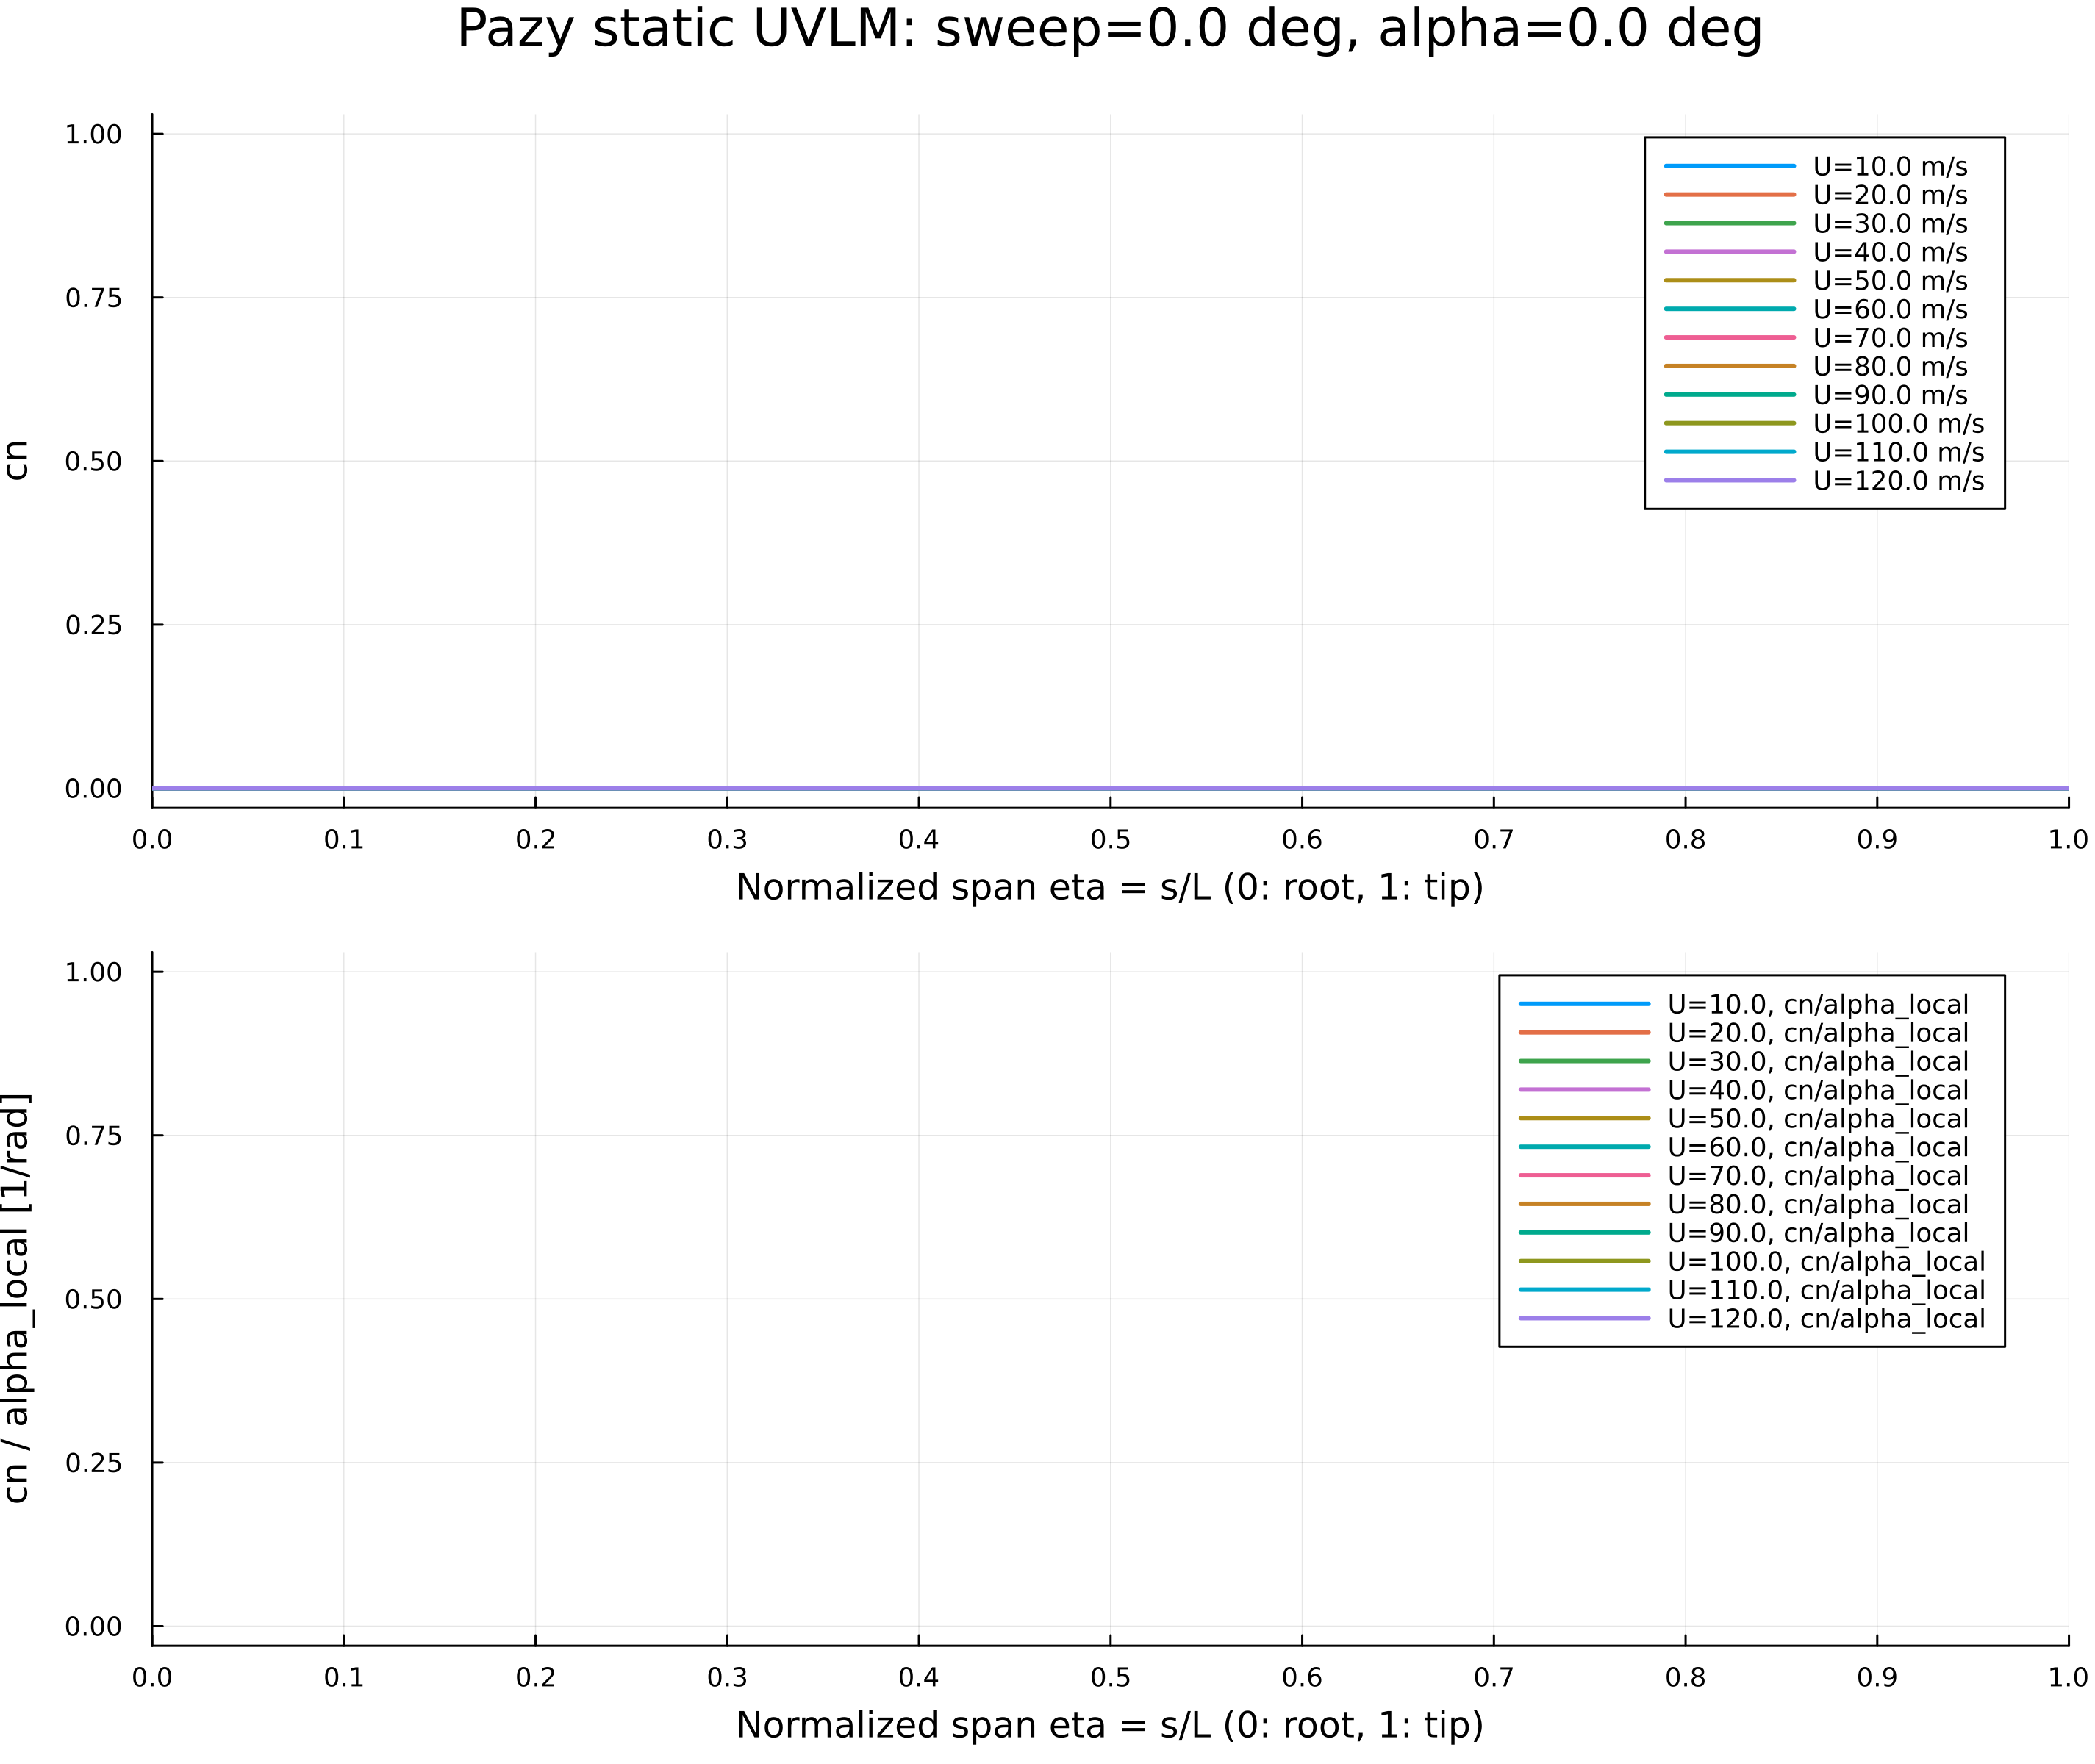 Pazy static UVLM: sweep=0.0 deg, alpha=0.0 deg
cn
1.00
0.75
0.50
0.25
0.00
U=10.0 m/s
U=20.0 m/s
U=30.0 m/s
U=40.0 m/s
U=50.0 m/s
U=60.0 m/s
U=70.0 m/s
U=80.0 m/s
U=90.0 m/s
U=100.0 m/s
U=110.0 m/s
U=120.0 m/s
0.0 0.1 0.2 0.3 0.4 0.5 0.6 0.7 0.8 0.9 1.0
Normalized span eta = s/L (0: root, 1: tip)
cn / alpha_local [1/rad]
1.00
0.75
0.50
0.25
0.00
U=10.0, cn/alpha_local
U=20.0, cn/alpha_local
U=30.0, cn/alpha_local
U=40.0, cn/alpha_local
U=50.0, cn/alpha_local
U=60.0, cn/alpha_local
U=70.0, cn/alpha_local
U=80.0, cn/alpha_local
U=90.0, cn/alpha_local
U=100.0, cn/alpha_local
U=110.0, cn/alpha_local
U=120.0, cn/alpha_local
0.0 0.1 0.2 0.3 0.4 0.5 0.6 0.7 0.8 0.9 1.0
Normalized span eta = s/L (0: root, 1: tip)